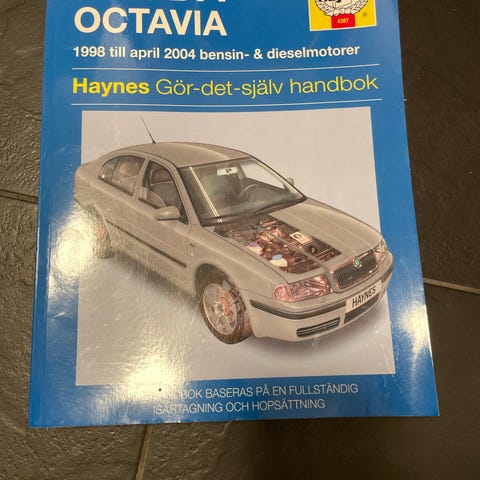 OCTAVIA
4387
1998 till april 2004 bensin- & dieselmotorer
Haynes Gör-det-själv handbok
HAYNES
HANDBOK BASERAS PÅ EN FULLSTÄNDIG
ISÄRTAGNING OCH HOPSÄTTNING